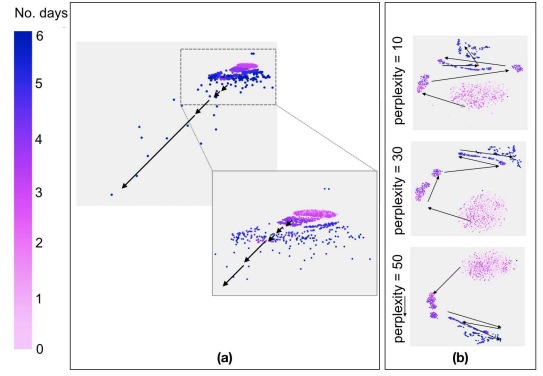 No. days
6
5
4
3
2
1
0
(a)
perplexity = 10
perplexity = 30
perplexity = 50
(b)